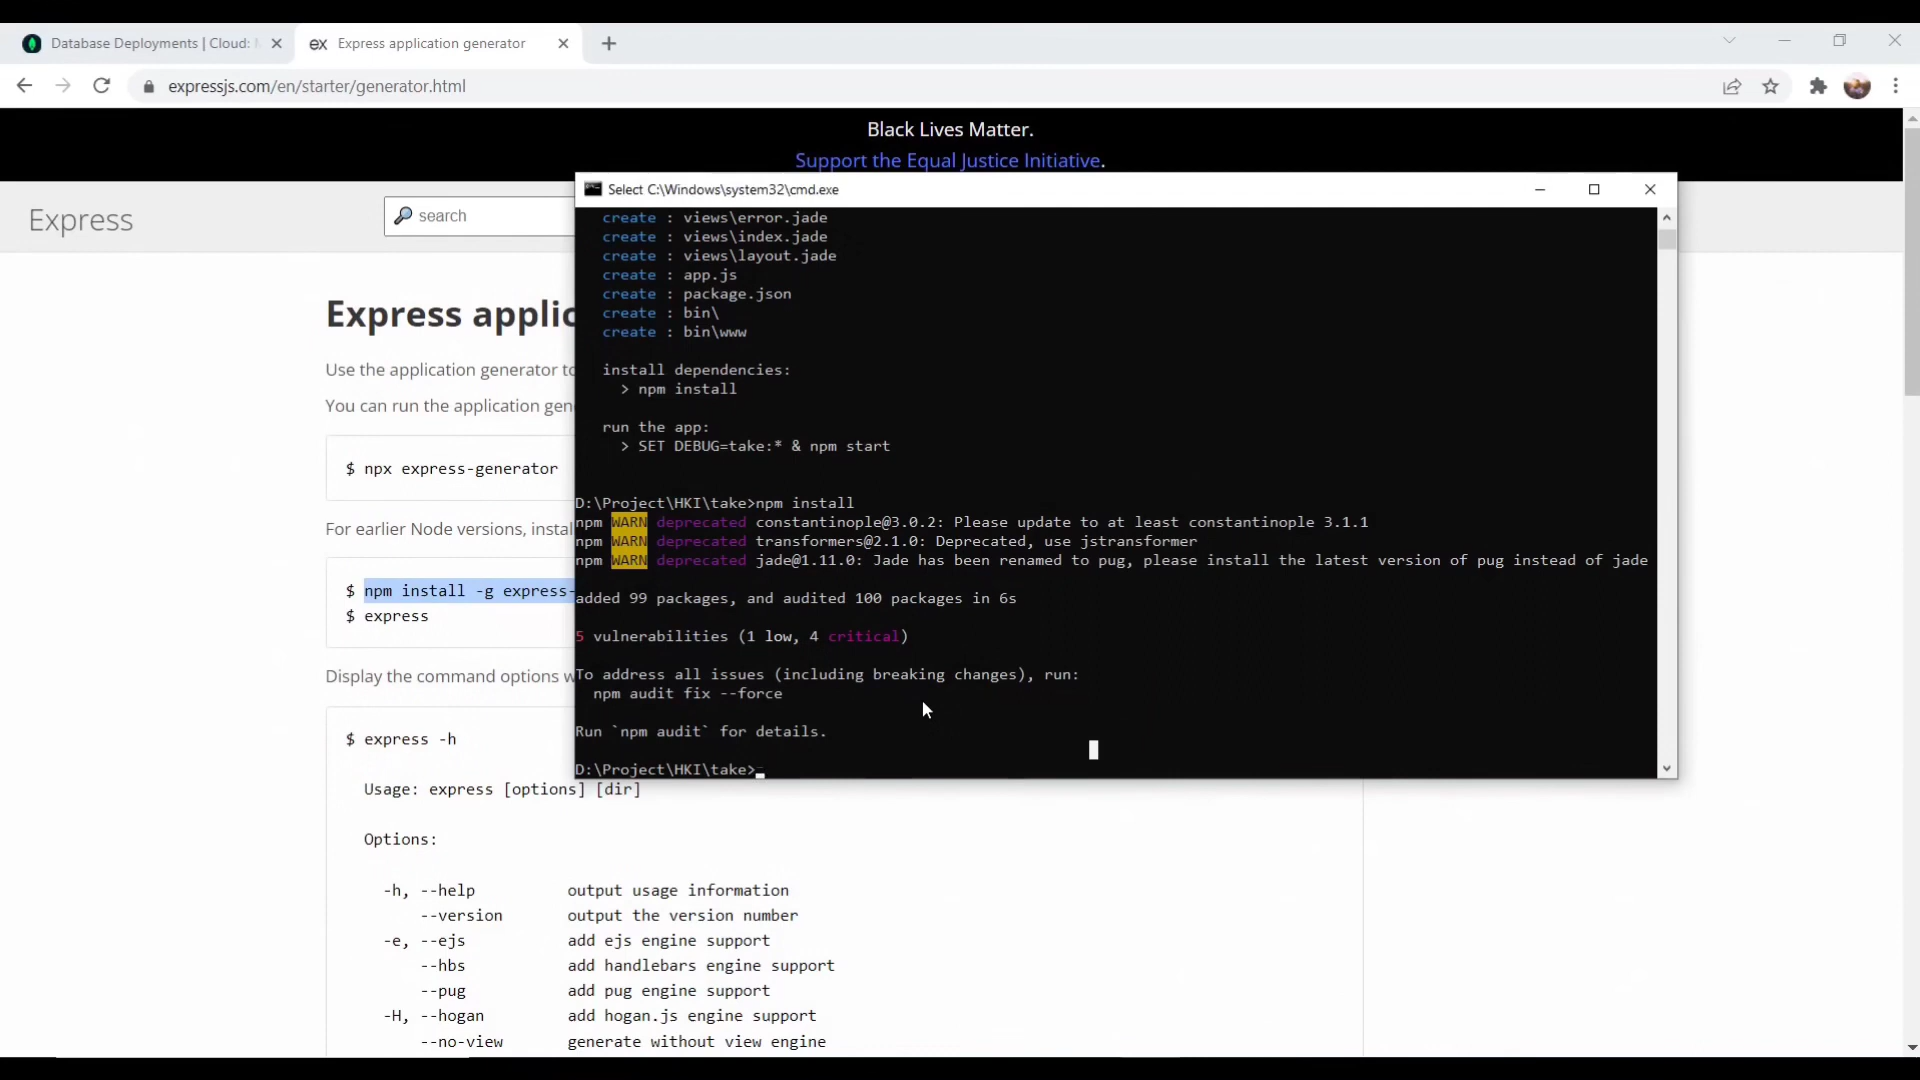 Database Deployments | Cloud:
ex Express application generator
expressjs.com/en/starter/generator.html
Black Lives Matter.
Support the Equal Justice Initiative.
Express
search
Express applic
Use the application generator to
You can run the application gen
$ npx express-generator
For earlier Node versions, instal
$ npm install -g express-
$ express
Display the command options w
$ express -h
Usage: express [options] [dir]
Options:
-h, --help output usage information
--version output the version number
-e, --ejs add ejs engine support
--hbs add handlebars engine support
--pug add pug engine support
-H, --hogan add hogan.js engine support
--no-view generate without view engine
Select C:\Windows\system32\cmd.exe
create : views\error.jade
create : views\index.jade
create : views\layout.jade
create : app.js
create : package.json
create : bin\
create : bin\www
install dependencies:
> npm install
run the app:
> SET DEBUG=take:* & npm start
D:\Project\HKI\take>npm install
npm WARN deprecated constantinople@3.0.2: Please update to at least constantinople 3.1.1
npm WARN deprecated transformers@2.1.0: Deprecated, use jstransformer
npm WARN deprecated jade@1.11.0: Jade has been renamed to pug, please install the latest version of pug instead of jade
added 99 packages, and audited 100 packages in 6s
5 vulnerabilities (1 low, 4 critical)
To address all issues (including breaking changes), run:
npm audit fix --force
Run `npm audit` for details.
D:\Project\HKI\take>